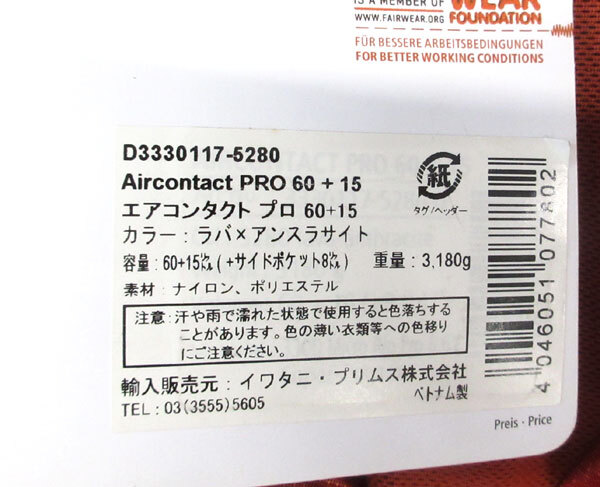 IS A MEMBER OF WEAR
WWW.FAIRWEAR.ORG FOUNDATION
FÜR BESSERE ARBEITSBEDINGUNGEN
FOR BETTER WORKING CONDITIONS
D3330117-5280
Aircontact PRO 60 + 15
エアコンタクト プロ 60+15
カラー：ラバ×アンスラサイト
容量：60+15㍑ (+サイドポケット8㍑) 重量：3,180g
素材：ナイロン、ポリエステル
紙
タグ/ヘッダー
注意：汗や雨で濡れた状態で使用すると色落ちする
ことがあります。色の薄い衣類等への色移り
にご注意ください。
輸入販売元：イワタニ・プリムス株式会社
TEL：03(3555)5605
ベトナム製
4 046051 077802
Preis · Price